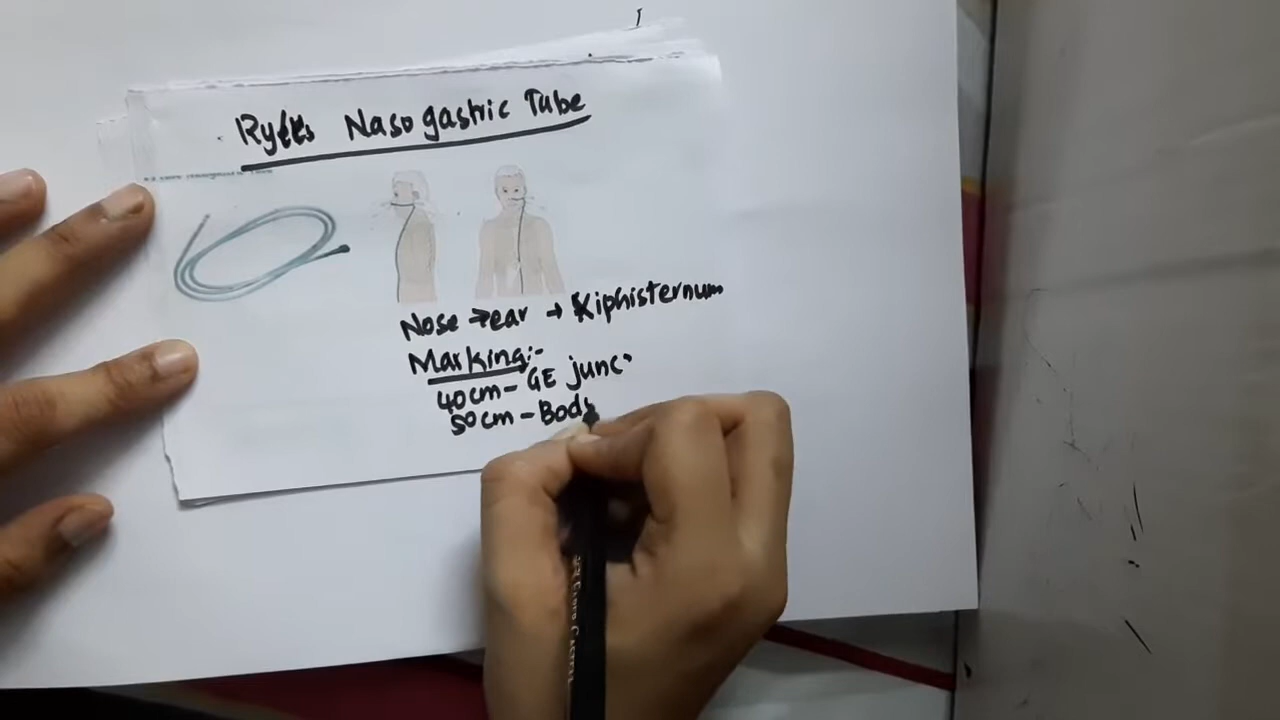 Ryles Nasogastric Tube
Nose → ear → Xiphisternum
Marking:-
40cm - GE junc
50cm - Body